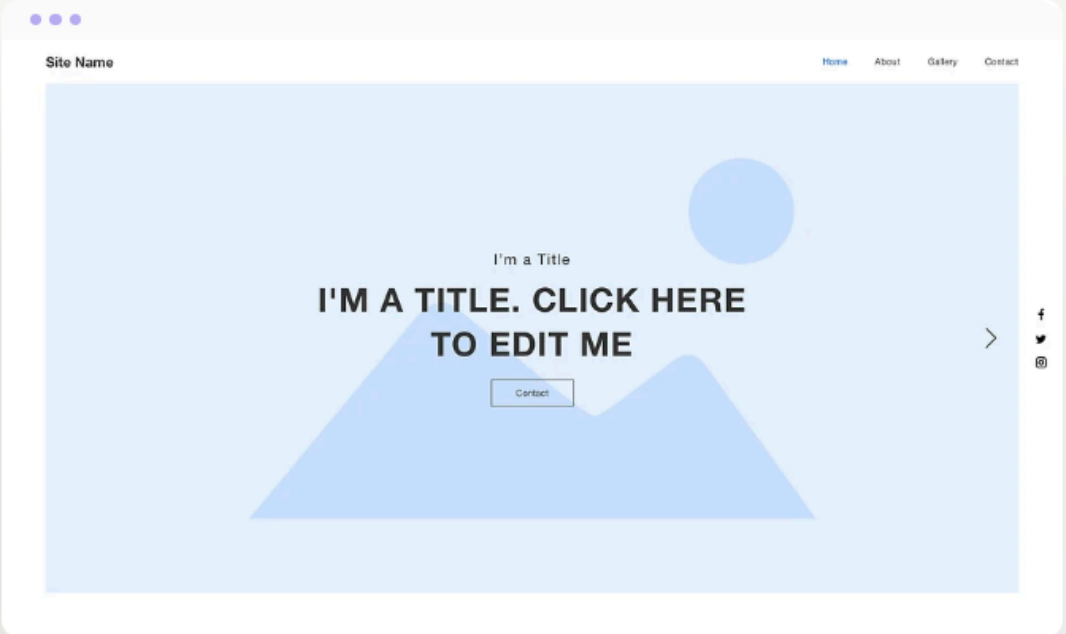 Site Name
Home About Gallery Contact
I'm a Title
I'M A TITLE. CLICK HERE
TO EDIT ME
Contact